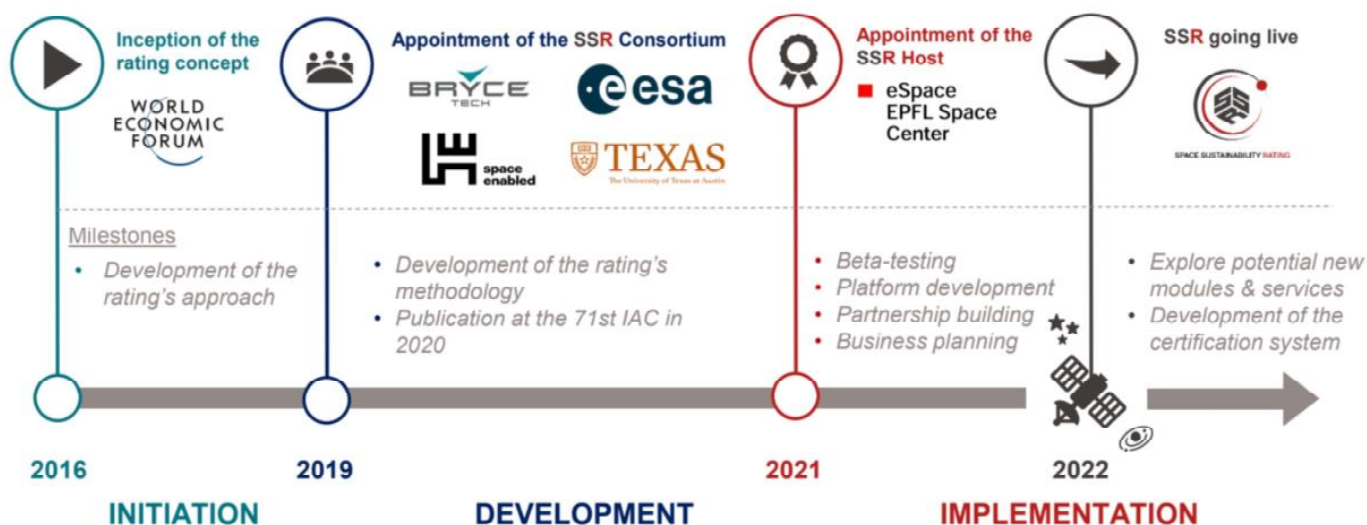 Inception of the
rating concept
WORLD
ECONOMIC
FORUM
Appointment of the SSR Consortium
BRYCE
TECH
esa
space
enabled
TEXAS
The University of Texas at Austin
Appointment of the
SSR Host
eSpace
EPFL Space
Center
SSR going live
SSR
SPACE SUSTAINABILITY RATING
Milestones
• Development of the
rating's approach
• Development of the rating's
methodology
• Publication at the 71st IAC in
2020
• Beta-testing
• Platform development
• Partnership building
• Business planning
• Explore potential new
modules & services
• Development of the
certification system
2016
2019
2021
2022
INITIATION
DEVELOPMENT
IMPLEMENTATION